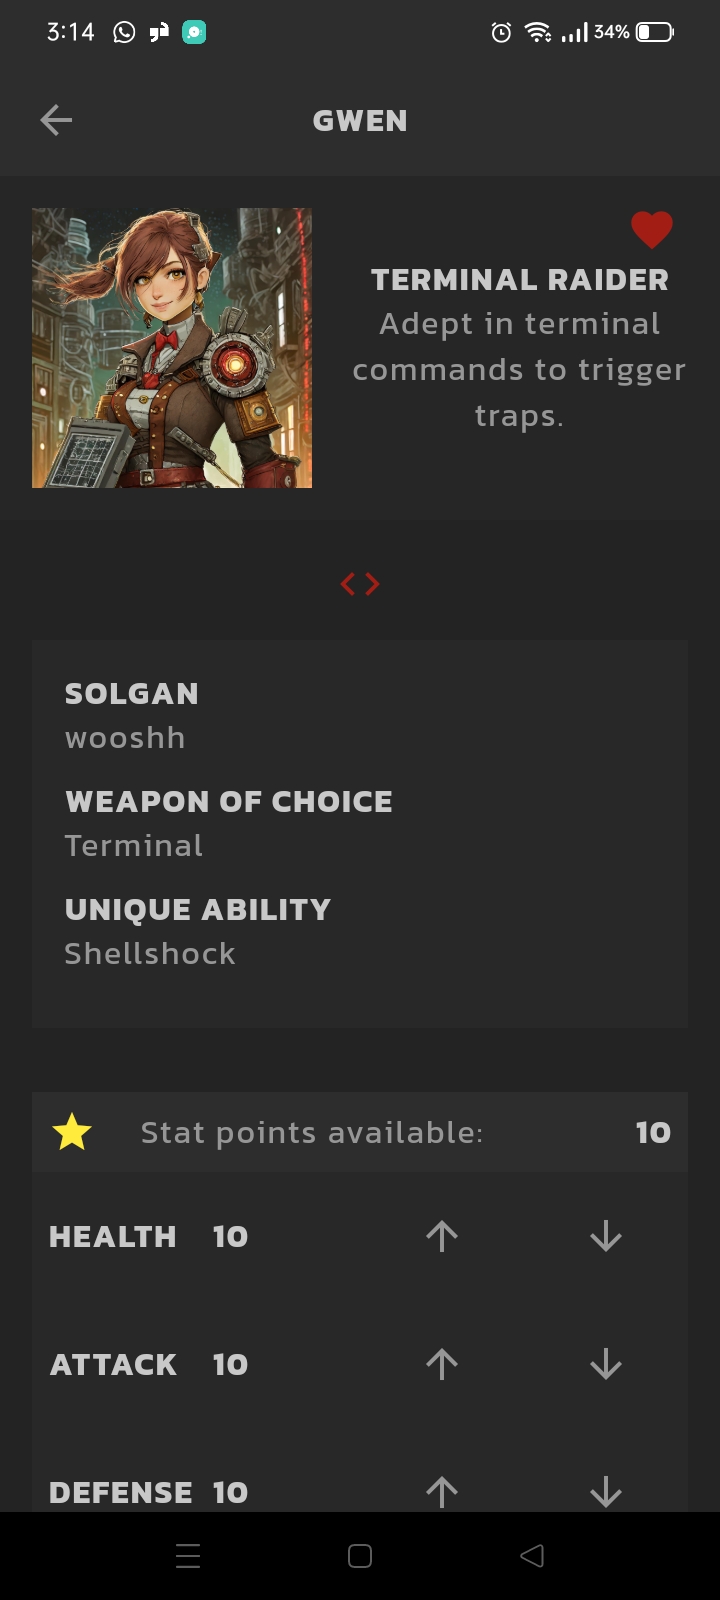 3:14
34%
GWEN
TERMINAL RAIDER
Adept in terminal
commands to trigger
traps.
SOLGAN
wooshh
WEAPON OF CHOICE
Terminal
UNIQUE ABILITY
Shellshock
Stat points available: 10
HEALTH 10
ATTACK 10
DEFENSE 10